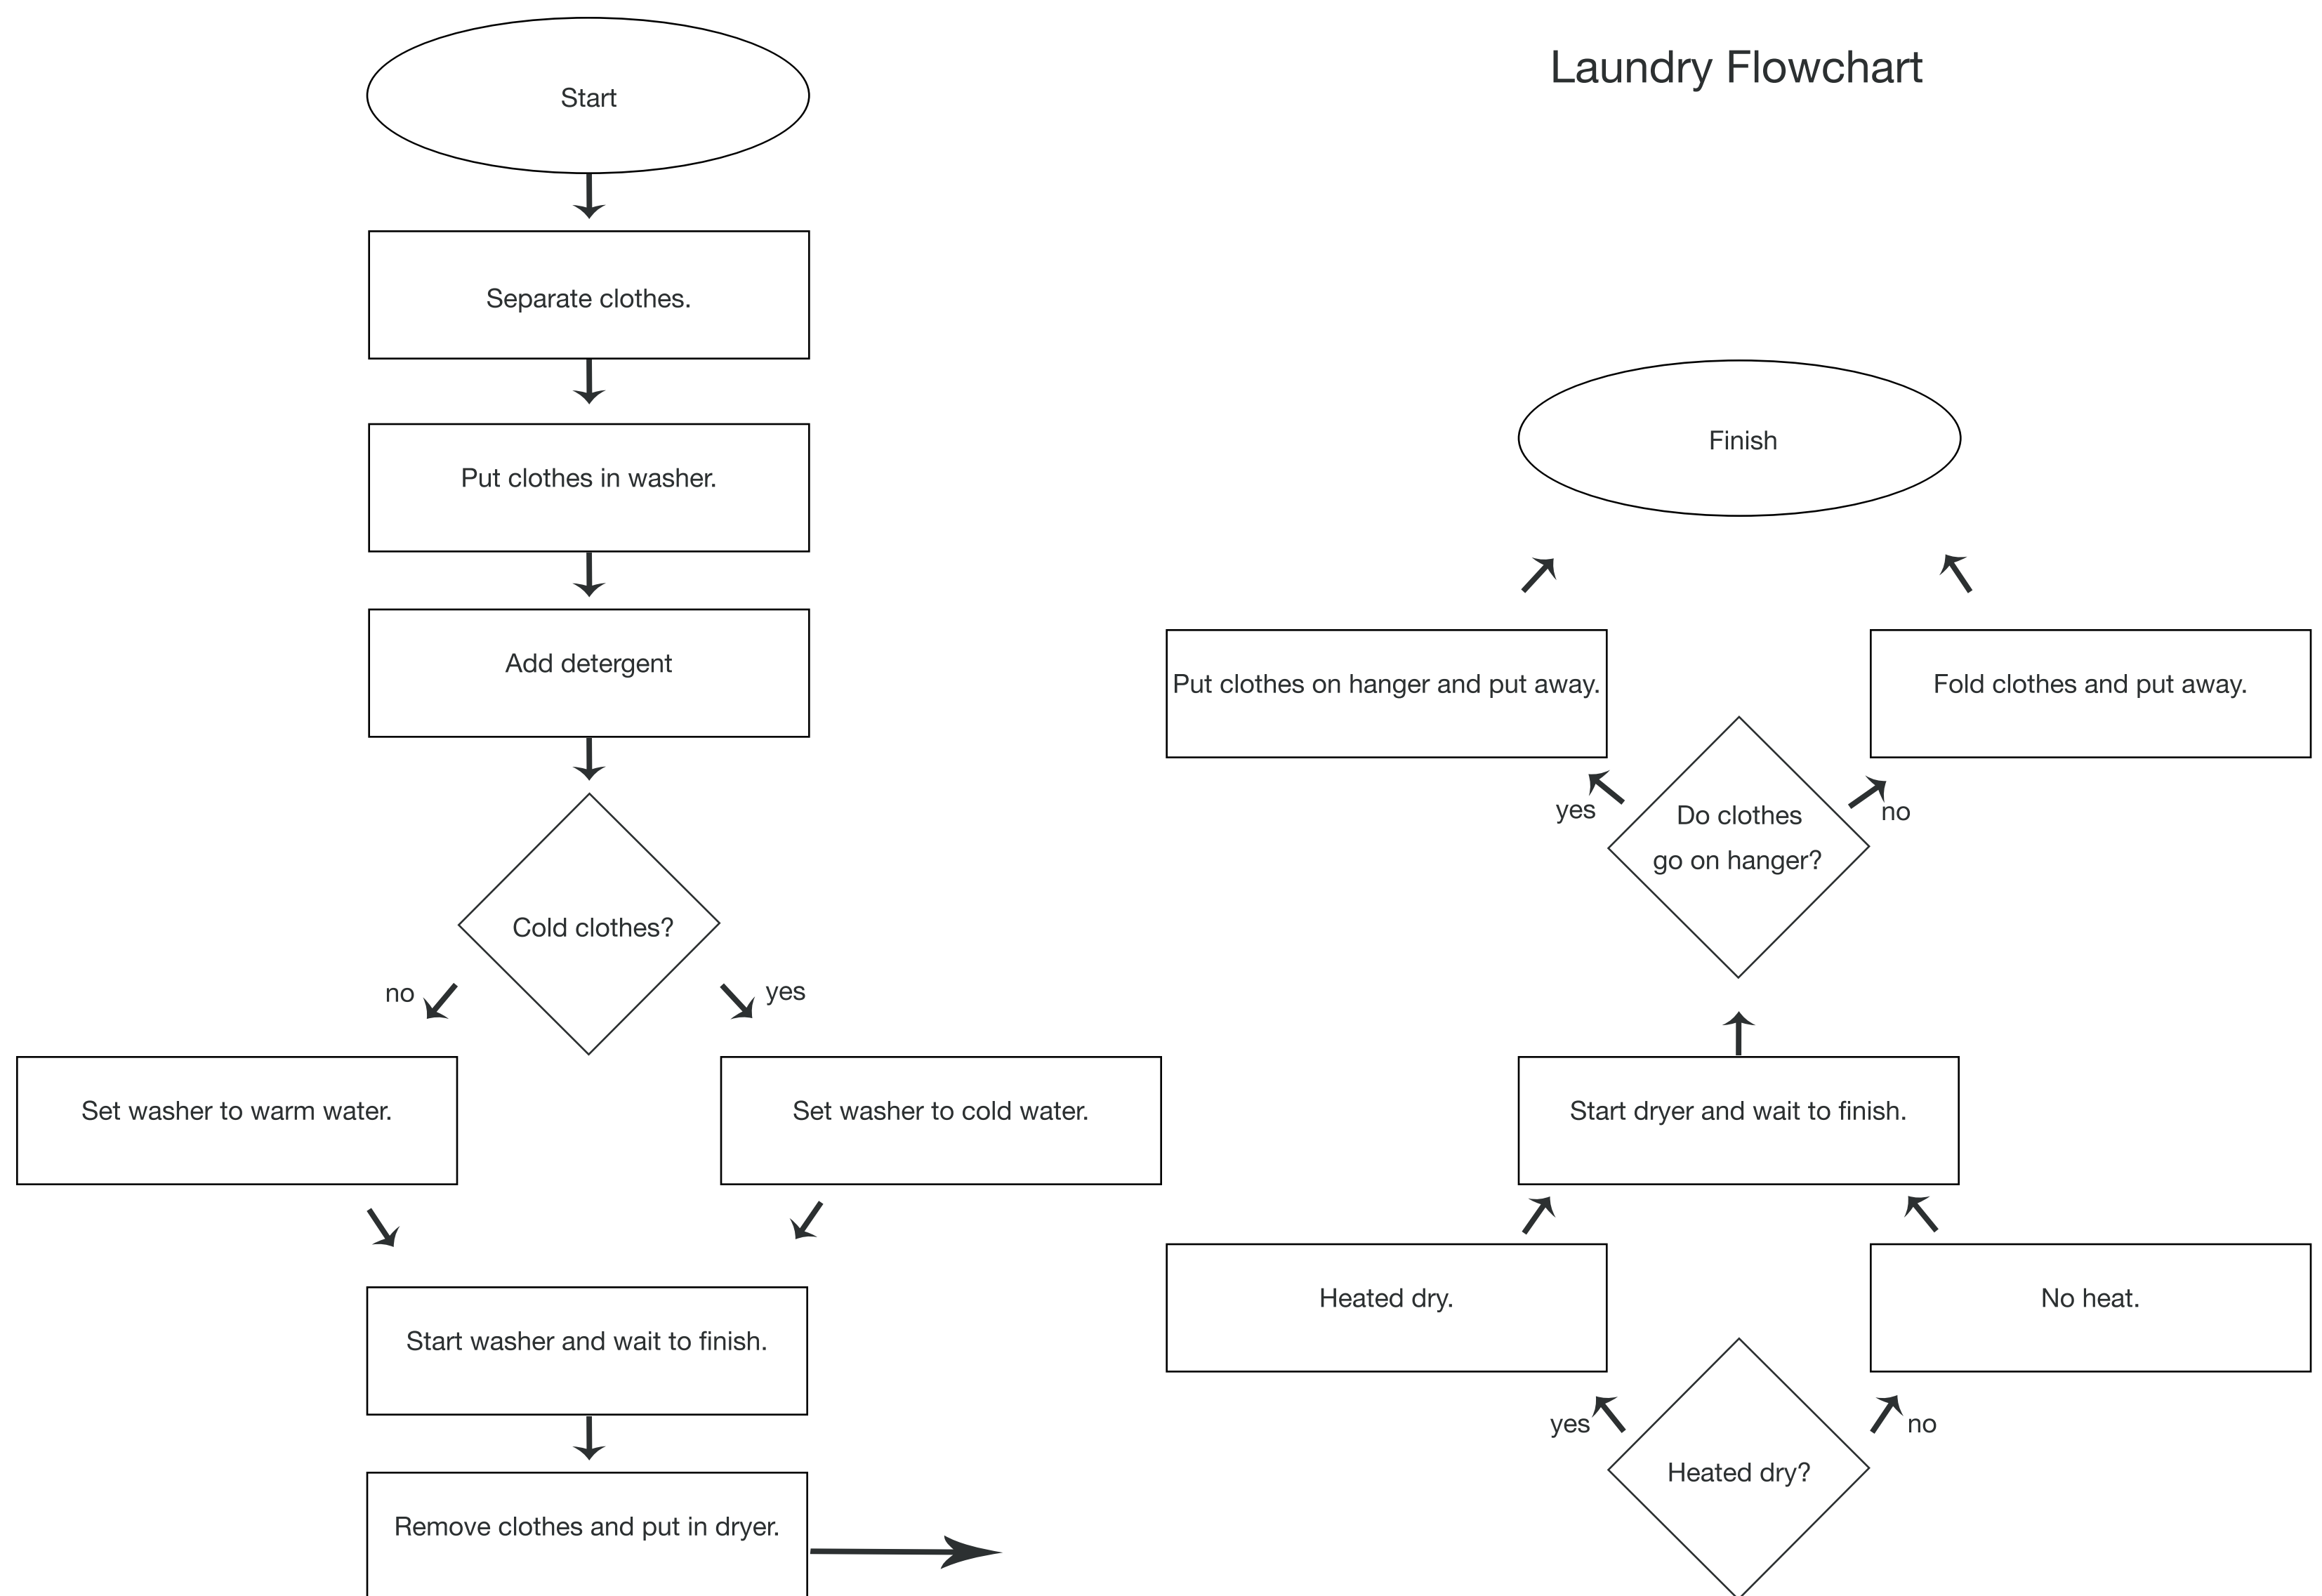 Laundry Flowchart
Start
Separate clothes.
Put clothes in washer.
Add detergent
Cold clothes?
no
yes
Set washer to warm water.
Set washer to cold water.
Start washer and wait to finish.
Remove clothes and put in dryer.
Heated dry?
yes
no
Heated dry.
No heat.
Start dryer and wait to finish.
Do clothes
go on hanger?
yes
no
Put clothes on hanger and put away.
Fold clothes and put away.
Finish